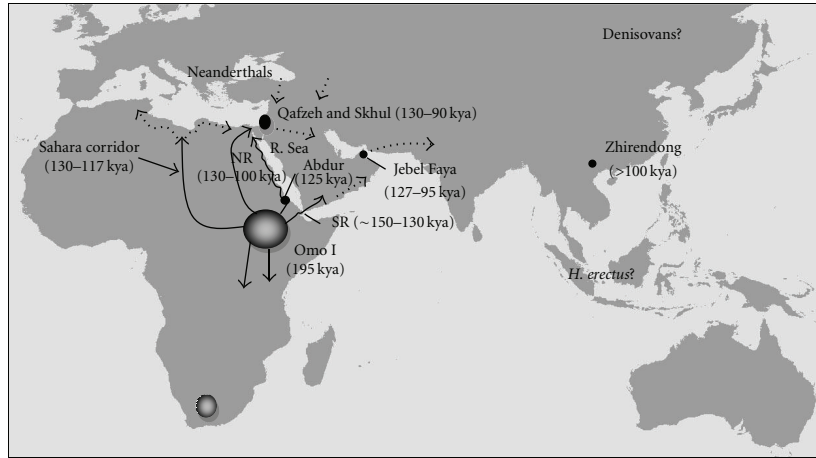 Denisovans?
Neanderthals
Qafzeh and Skhul (130–90 kya)
Sahara corridor
(130–117 kya)
R. Sea
NR
(130–100 kya)
Abdur
(125 kya)
Jebel Faya
(127–95 kya)
Zhirendong
(>100 kya)
SR (~150–130 kya)
Omo I
(195 kya)
H. erectus?